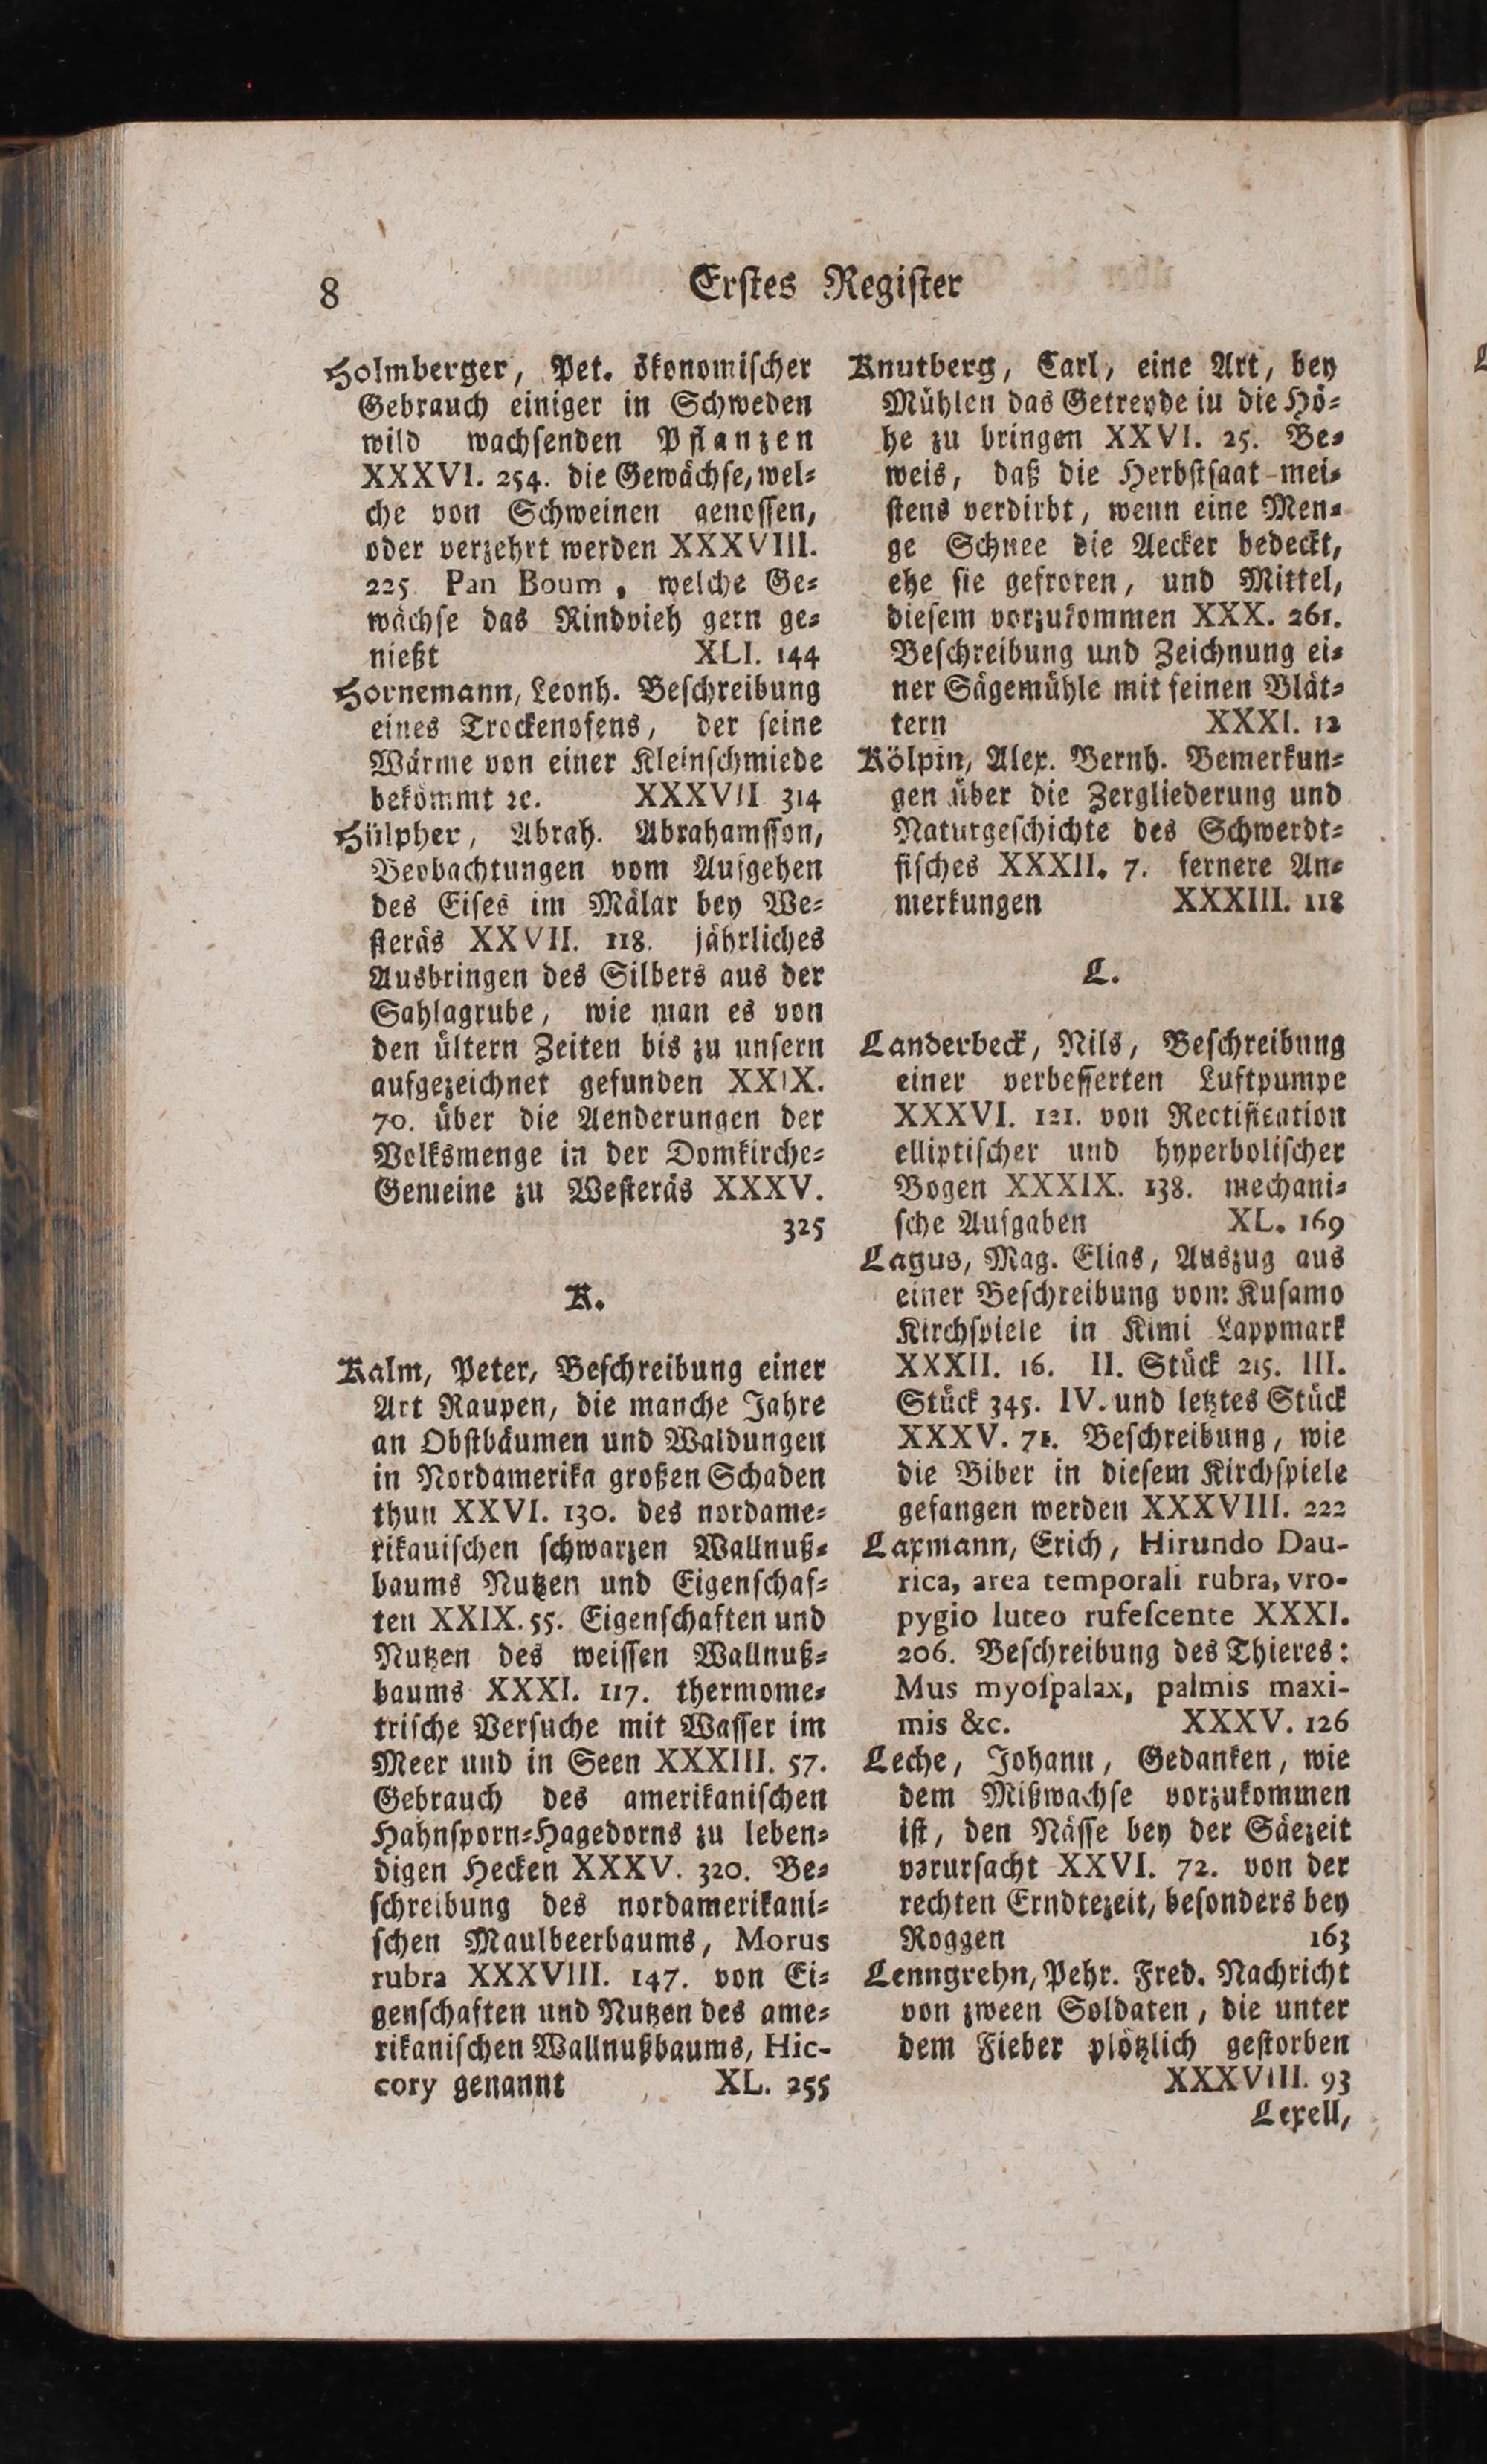 8
Erſtes Regiſter
Holmberger, Pet. ökonomiſcher
Gebrauch einiger in Schweden
wild wachſenden Pflanzen
XXXVI. 254. die Gewächſe, wel⸗
che von Schweinen genoſſen,
oder verzehrt werden XXXVIII.
225. Pan Boum, welche Ge⸗
wächſe das Rindvieh gern ge⸗
nießt XLI. 144
Hornemann, Leonh. Beſchreibung
eines Trockenofens, der ſeine
Wärme von einer Kleinſchmiede
bekömmt ꝛc. XXXVII 314
Hülpher, Abrah. Abrahamſſon,
Beobachtungen vom Aufgehen
des Eiſes im Mälar bey We⸗
ſteräs XXVII. 118. jährliches
Ausbringen des Silbers aus der
Sahlagrube, wie man es von
den ültern Zeiten bis zu unſern
aufgezeichnet gefunden XXIX.
70. über die Aenderungen der
Volksmenge in der Domkirche⸗
Gemeine zu Weſteräs XXXV.
325
K.
Kalm, Peter, Beſchreibung einer
Art Raupen, die manche Jahre
an Obſtbäumen und Waldungen
in Nordamerika großen Schaden
thun XXVI. 130. des nordame⸗
rikauiſchen ſchwarzen Wallnuß⸗
baums Nutzen und Eigenſchaf⸗
ten XXIX. 55. Eigenſchaften und
Nutzen des weiſſen Wallnuß⸗
baums XXXI. 117. thermome⸗
triſche Verſuche mit Waſſer im
Meer und in Seen XXXIII. 57.
Gebrauch des amerikaniſchen
Hahnſporn⸗Hagedorns zu leben⸗
digen Hecken XXXV. 320. Be⸗
ſchreibung des nordamerikani⸗
ſchen Maulbeerbaums, Morus
rubra XXXVIII. 147. von Ei⸗
genſchaften und Nutzen des ame⸗
rikaniſchen Wallnußbaums, Hic-
cory genannt XL. 255
Knutberg, Carl, eine Art, bey
Mühlen das Getreyde iu die Hö⸗
he zu bringen XXVI. 25. Be⸗
weis, daß die Herbſtſaat mei⸗
ſtens verdirbt, wenn eine Men⸗
ge Schnee die Aecker bedeckt,
ehe ſie gefroren, und Mittel,
dieſem vorzukommen XXX. 261.
Beſchreibung und Zeichnung ei⸗
ner Sägemühle mit feinen Blät⸗
tern XXXI. 12
Kölpin, Alex. Bernh. Bemerkun⸗
gen über die Zergliederung und
Naturgeſchichte des Schwerdt⸗
fiſches XXXII. 7. fernere An⸗
merkungen XXXIII. 118
L.
Landerbeck, Nils, Beſchreibung
einer verbeſſerten Luftpumpe
XXXVI. 121. von Rectification
elliptiſcher und hyperboliſcher
Bogen XXXIX. 138. mechani⸗
ſche Aufgaben XL. 169
Lagus, Mag. Elias, Auszug aus
einer Beſchreibung vom Kuſamo
Kirchſpiele in Kimi Lappmark
XXXII. 16. II. Stück 215. III.
Stück 345. IV. und letztes Stück
XXXV. 71. Beſchreibung, wie
die Biber in dieſem Kirchſpiele
gefangen werden XXXVIII. 222
Laxmann, Erich, Hirundo Dau-
rica, area temporali rubra, vro-
pygio luteo rufeſcente XXXI.
206. Beſchreibung des Thieres:
Mus myoſpalax, palmis maxi-
mis &c. XXXV. 126
Leche, Johann, Gedanken, wie
dem Mißwachſe vorzukommen
iſt, den Näſſe bey der Säezeit
verurſacht XXVI. 72. von der
rechten Erndtezeit, beſonders bey
Roggen 163
Lenngrehn, Pehr. Fred. Nachricht
von zween Soldaten, die unter
dem Fieber plötzlich geſtorben
XXXVIII. 93
Lexell,